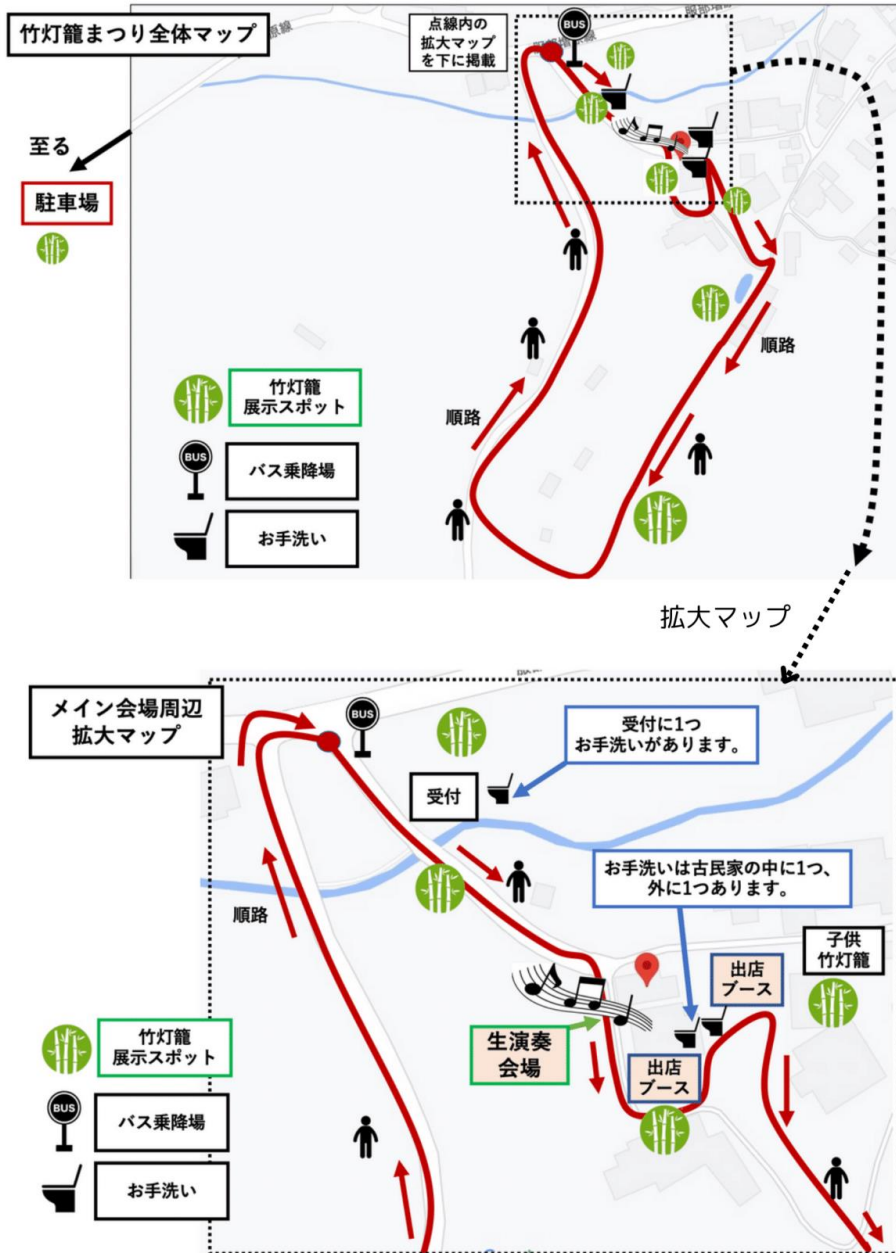 竹灯籠まつり全体マップ
点線内の
拡大マップ
を下に掲載
BUS
至る
駐車場
順路
順路
竹灯籠
展示スポット
BUS
バス乗降場
お手洗い
拡大マップ
メイン会場周辺
拡大マップ
BUS
受付に1つ
お手洗いがあります。
受付
お手洗いは古民家の中に1つ、
外に1つあります。
順路
子供
竹灯籠
出店
ブース
生演奏
会場
出店
ブース
竹灯籠
展示スポット
BUS
バス乗降場
お手洗い